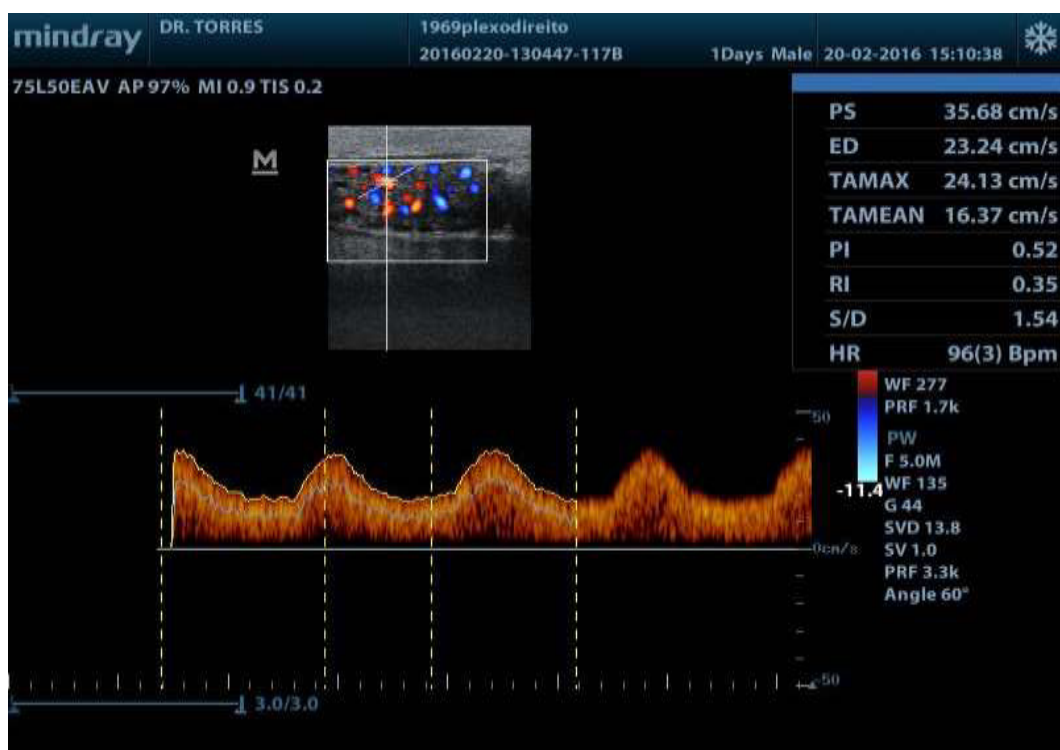 mindray DR. TORRES 1969plexodireito
20160220-130447-117B 1Days Male 20-02-2016 15:10:38
75L50EAV AP 97% MI 0.9 TIS 0.2
M
PS 35.68 cm/s
ED 23.24 cm/s
TAMAX 24.13 cm/s
TAMEAN 16.37 cm/s
PI 0.52
RI 0.35
S/D 1.54
HR 96(3) Bpm
41/41
WF 277
PRF 1.7k
50
PW
F 5.0M
-11.4
WF 135
G 44
SVD 13.8
0cm/s
SV 1.0
PRF 3.3k
Angle 60°
-50
3.0/3.0